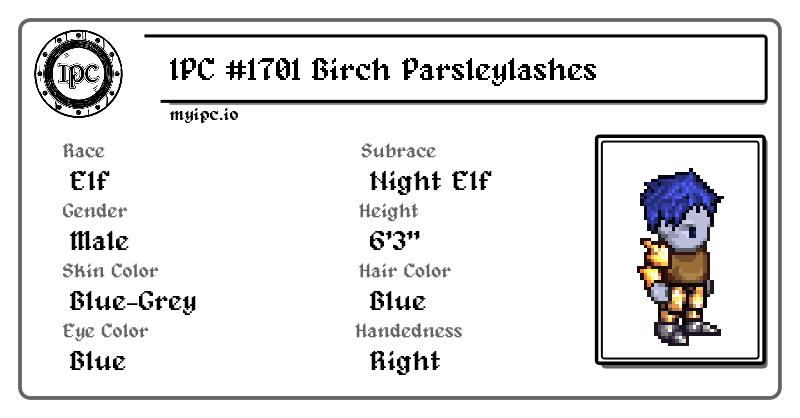 IPC
IPC #1701 Birch Parsleylashes
myipc.io
Race
Elf
Subrace
Night Elf
Gender
Male
Height
6'3"
Skin Color
Blue-Grey
Hair Color
Blue
Eye Color
Blue
Handedness
Right